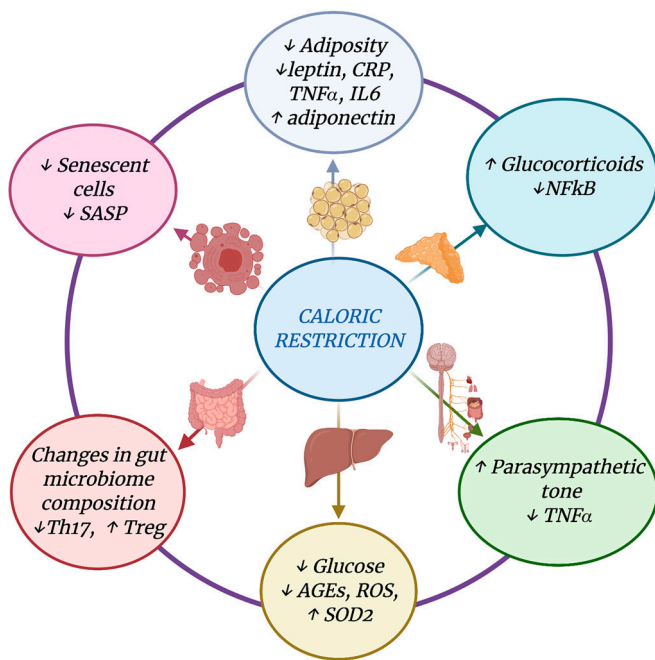 ↓ Adiposity
↓leptin, CRP,
TNFα, IL6
↑ adiponectin
↓ Senescent
cells
↓ SASP
↑ Glucocorticoids
↓NFkB
CALORIC
RESTRICTION
Changes in gut
microbiome
composition
↓Th17, ↑ Treg
↑ Parasympathetic
tone
↓ TNFα
↓ Glucose
↓ AGEs, ROS,
↑ SOD2